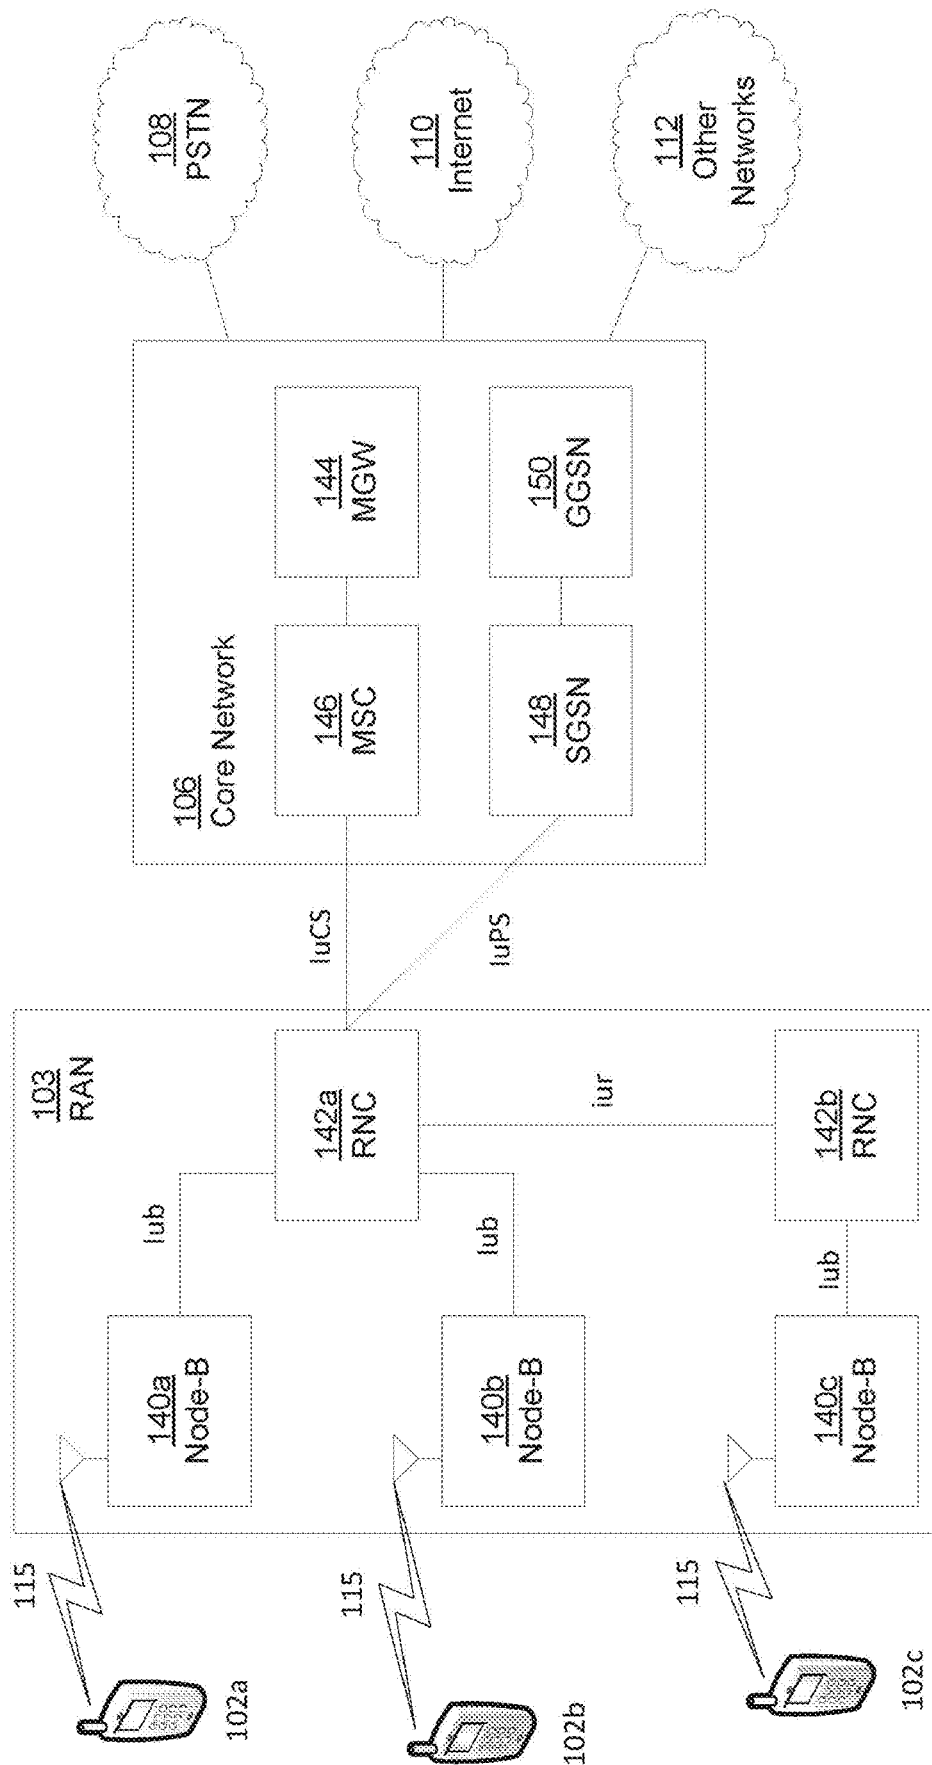 115
102a
140a
Node-B
Iub
103
RAN
115
102b
140b
Node-B
Iub
142a
RNC
iur
115
102c
140c
Node-B
Iub
142b
RNC
IuCS
IuPS
106
Core Network
146
MSC
144
MGW
148
SGSN
150
GGSN
108
PSTN
110
Internet
112
Other
Networks